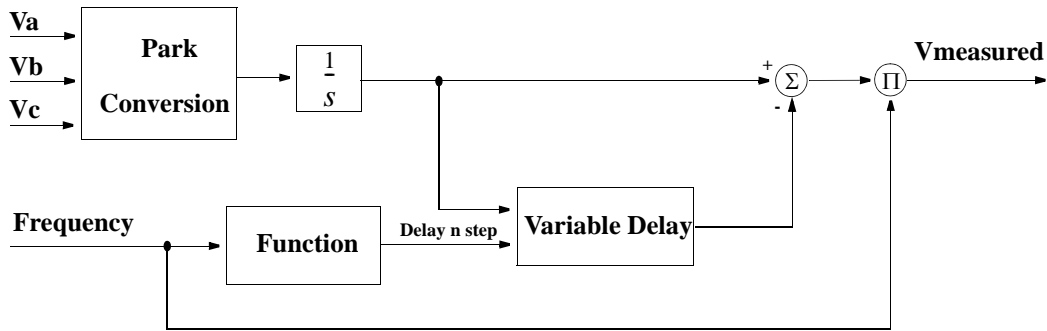 Va
Vb
Vc
Park
Conversion
1
s
+
-
Σ
Π
Vmeasured
Frequency
Function
Delay n step
Variable Delay